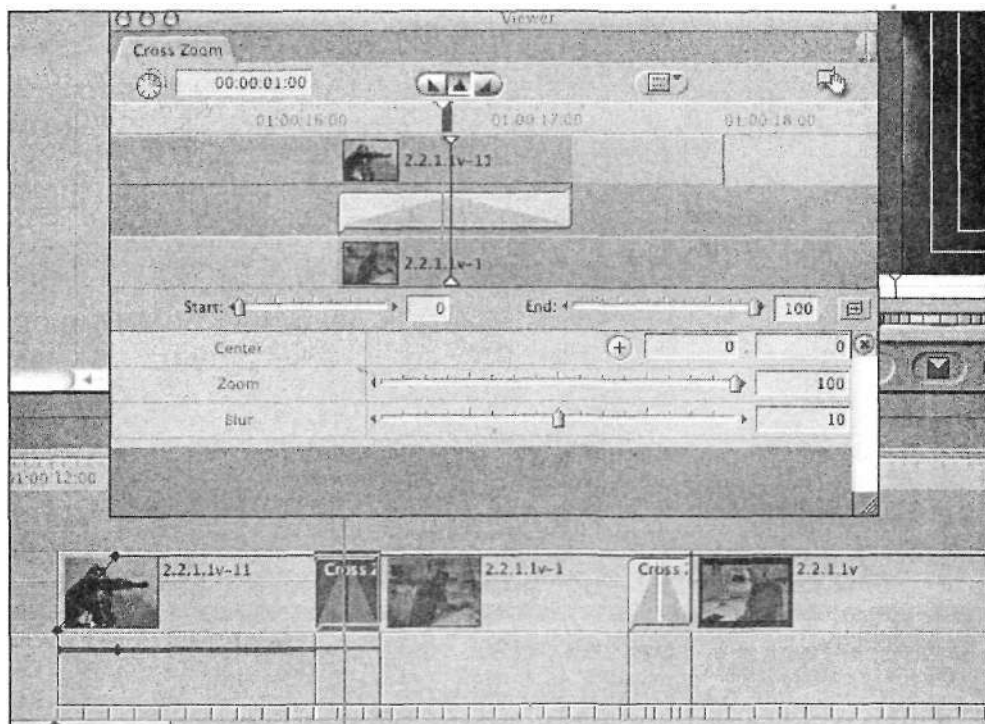 Viewer
Cross Zoom
00:00:01:00
01:00:16:00 01:00:17:00 01:00:18:00
2.2.1.1v-11
2.2.1.1v-1
Start: 0 End: 100
Center 0 , 0
Zoom 100
Blur 10
01:00:12:00
2.2.1.1v-11 Cross Z 2.2.1.1v-1 Cross Z 2.2.1.1v